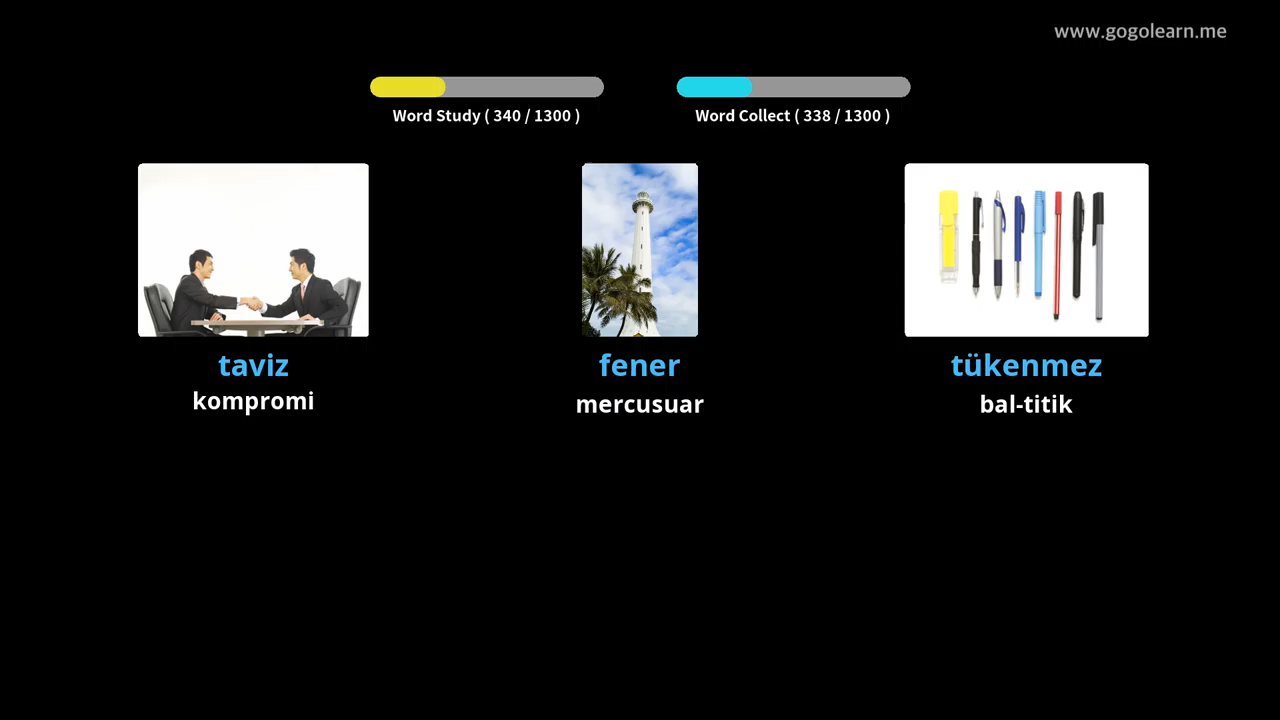 www.gogolearn.me
Word Study ( 340 / 1300 )
Word Collect ( 338 / 1300 )
taviz
kompromi
fener
mercusuar
tükenmez
bal-titik